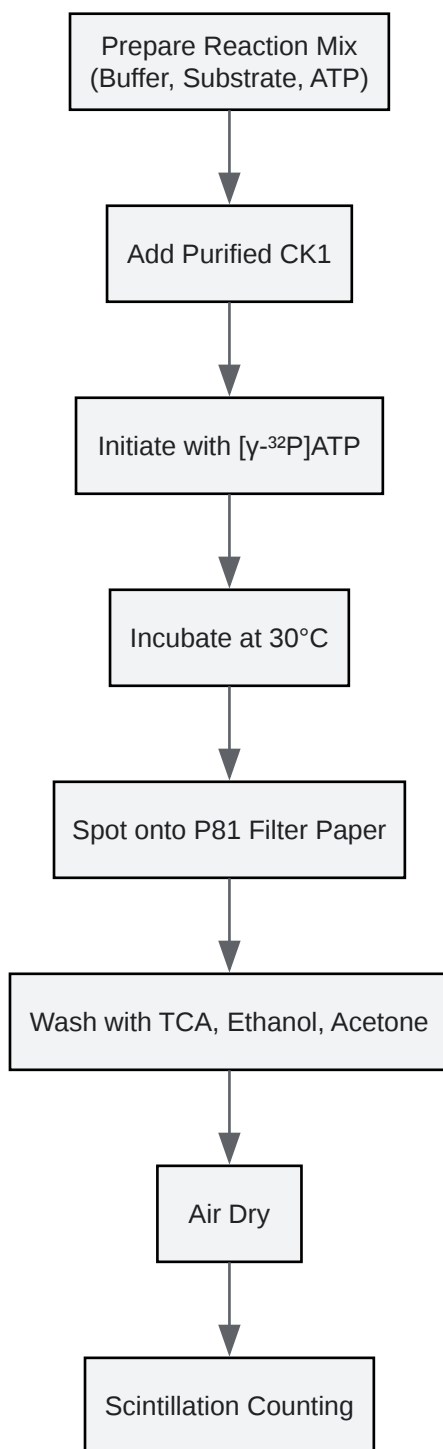 Prepare Reaction Mix
(Buffer, Substrate, ATP)
Add Purified CK1
Initiate with [γ-³²P]ATP
Incubate at 30°C
Spot onto P81 Filter Paper
Wash with TCA, Ethanol, Acetone
Air Dry
Scintillation Counting